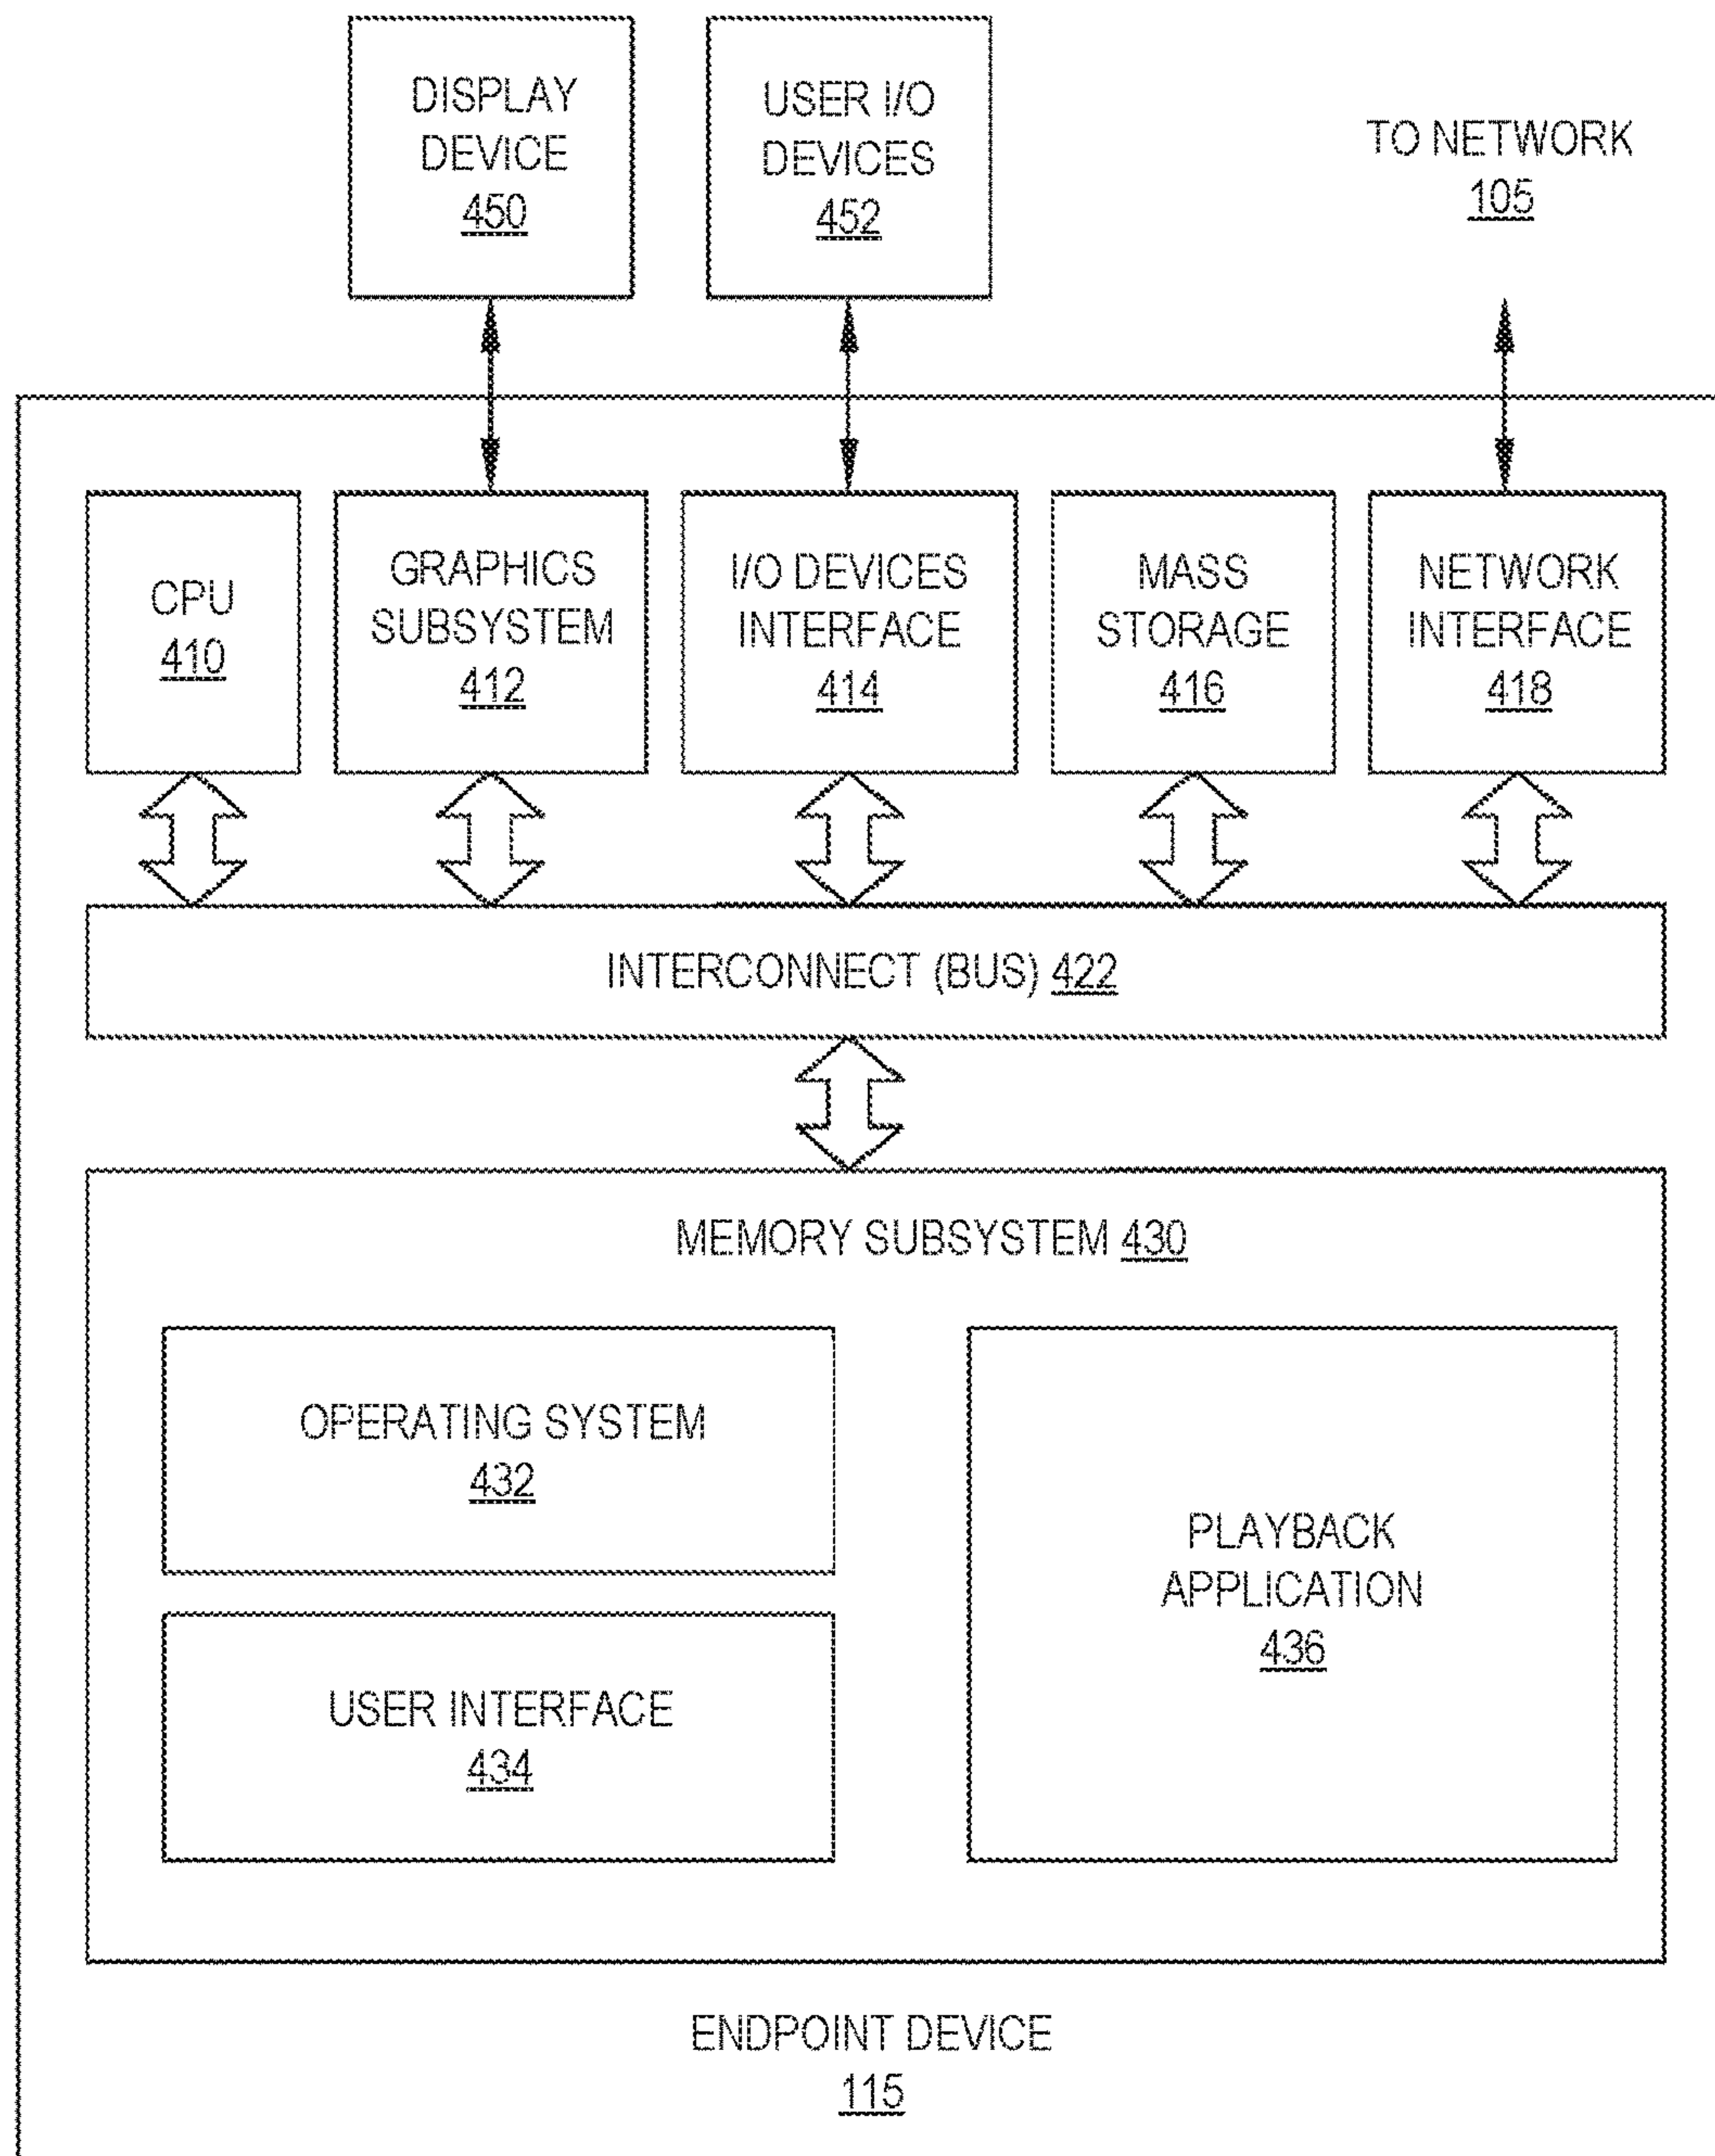 DISPLAY
DEVICE
450
USER I/O
DEVICES
452
TO NETWORK
105
CPU
410
GRAPHICS
SUBSYSTEM
412
I/O DEVICES
INTERFACE
414
MASS
STORAGE
416
NETWORK
INTERFACE
418
INTERCONNECT (BUS) 422
MEMORY SUBSYSTEM 430
OPERATING SYSTEM
432
USER INTERFACE
434
PLAYBACK
APPLICATION
436
ENDPOINT DEVICE
115